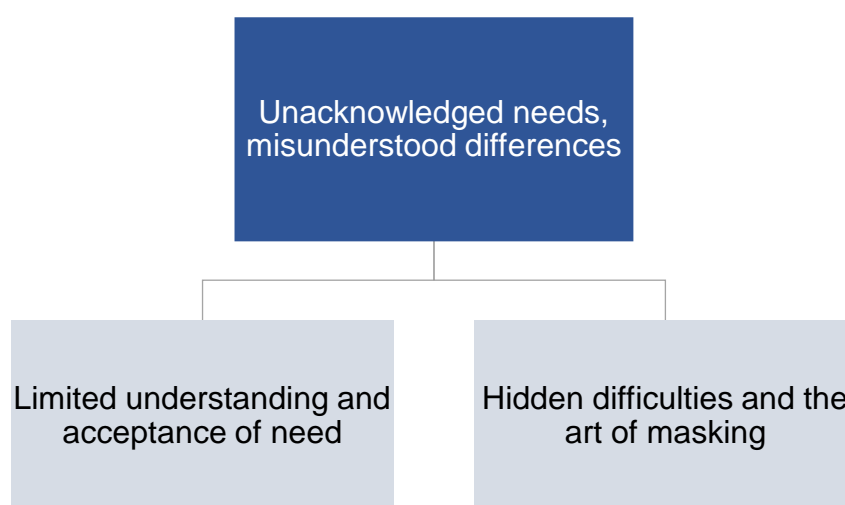 Unacknowledged needs,
misunderstood differences
Limited understanding and
acceptance of need
Hidden difficulties and the
art of masking